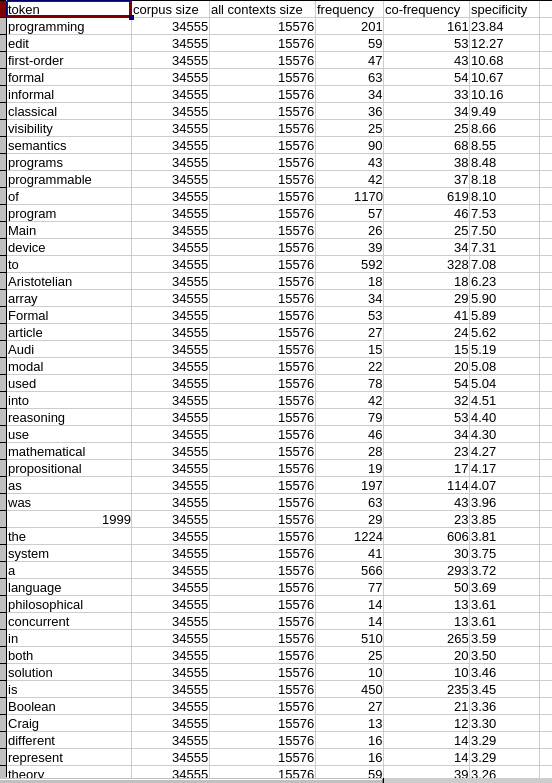 token corpus size all contexts size frequency co-frequency specificity
programming 34555 15576 201 161 23.84
edit 34555 15576 59 53 12.27
first-order 34555 15576 47 43 10.68
formal 34555 15576 63 54 10.67
informal 34555 15576 34 33 10.16
classical 34555 15576 36 34 9.49
visibility 34555 15576 25 25 8.66
semantics 34555 15576 90 68 8.55
programs 34555 15576 43 38 8.48
programmable 34555 15576 42 37 8.18
of 34555 15576 1170 619 8.10
program 34555 15576 57 46 7.53
Main 34555 15576 26 25 7.50
device 34555 15576 39 34 7.31
to 34555 15576 592 328 7.08
Aristotelian 34555 15576 18 18 6.23
array 34555 15576 34 29 5.90
Formal 34555 15576 53 41 5.89
article 34555 15576 27 24 5.62
Audi 34555 15576 15 15 5.19
modal 34555 15576 22 20 5.08
used 34555 15576 78 54 5.04
into 34555 15576 42 32 4.51
reasoning 34555 15576 79 53 4.40
use 34555 15576 46 34 4.30
mathematical 34555 15576 28 23 4.27
propositional 34555 15576 19 17 4.17
as 34555 15576 197 114 4.07
was 34555 15576 63 43 3.96
1999 34555 15576 29 23 3.85
the 34555 15576 1224 606 3.81
system 34555 15576 41 30 3.75
a 34555 15576 566 293 3.72
language 34555 15576 77 50 3.69
philosophical 34555 15576 14 13 3.61
concurrent 34555 15576 14 13 3.61
in 34555 15576 510 265 3.59
both 34555 15576 25 20 3.50
solution 34555 15576 10 10 3.46
is 34555 15576 450 235 3.45
Boolean 34555 15576 27 21 3.36
Craig 34555 15576 13 12 3.30
different 34555 15576 16 14 3.29
represent 34555 15576 16 14 3.29
theory 34555 15576 59 39 3.26